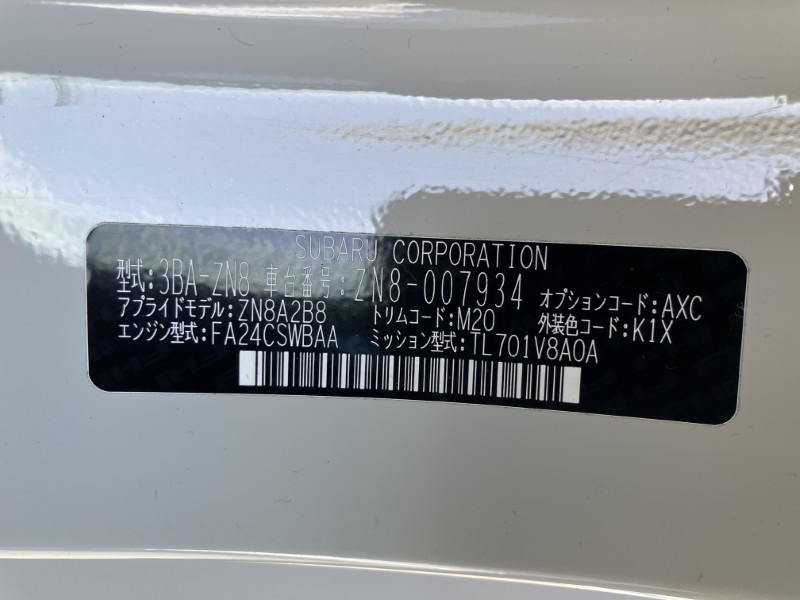 SUBARU CORPORATION
型式:3BA-ZN8 車台番号:ZN8-007934 オプションコード:AXC
アプライドモデル:ZN8A2B8 トリムコード:M20 外装色コード:K1X
エンジン型式:FA24CSWBAA ミッション型式:TL701V8A0A